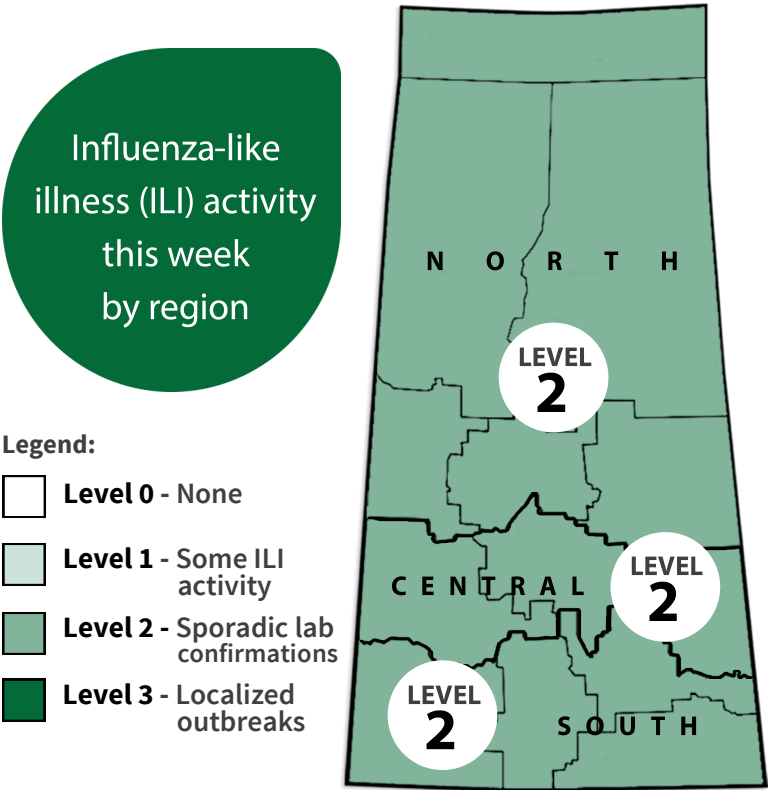 Influenza-like
illness (ILI) activity
this week
by region
Legend:
Level 0 - None
Level 1 - Some ILI
activity
Level 2 - Sporadic lab
confirmations
Level 3 - Localized
outbreaks
NORTH
LEVEL
2
CENTRAL
LEVEL
2
LEVEL
2
SOUTH